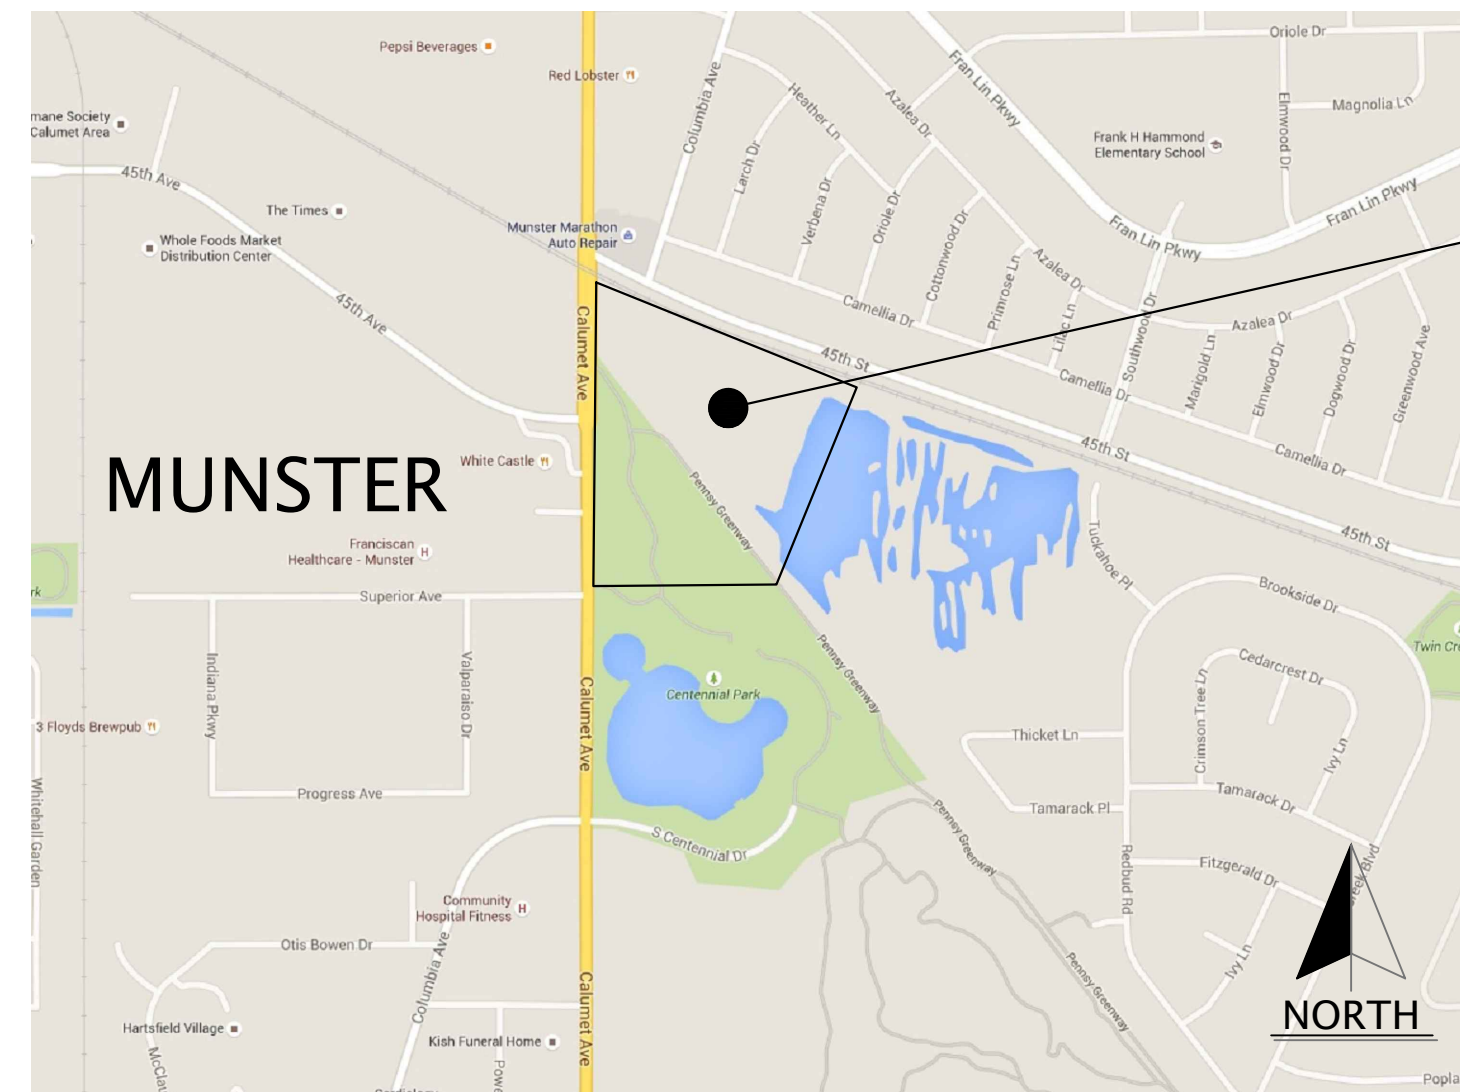 Pepsi Beverages
Red Lobster
Columbia Ave
Heather Ln
Azalea Dr
Fran Lin Pkwy
Oriole Dr
Elmwood Dr
Magnolia Ln
mane Society
Calumet Area
Frank H Hammond
Elementary School
45th Ave
Larch Dr
Verbena Dr
Oriole Dr
Cottonwood Dr
Primrose Ln
Fran Lin Pkwy
Fran Lin Pkwy
The Times
Whole Foods Market
Distribution Center
Munster Marathon
Auto Repair
Azalea Dr
45th Ave
Calumet Ave
Camellia Dr
Lilac Ln
Southwood Dr
Azalea Dr
Marigold Ln
Elmwood Dr
Dogwood Dr
Greenwood Ave
45th St
Camellia Dr
45th St
Camellia Dr
MUNSTER
White Castle
Pennsy Greenway
Tuckahoe Pl
45th St
Franciscan
Healthcare - Munster
rk
Superior Ave
Brookside Dr
Indiana Pkwy
Valparaiso Dr
Pennsy Greenway
Cedarcrest Dr
Twin Cr
Centennial Park
Calumet Ave
3 Floyds Brewpub
Thicket Ln
Crimson Tree Ln
Ivy Ln
Whitehall Garden
Progress Ave
Tamarack Pl
Tamarack Dr
S Centennial Dr
Pennsy Greenway
Redbud Rd
Fitzgerald Dr
reek Blvd
Community
Hospital Fitness
Otis Bowen Dr
Columbia Ave
Calumet Ave
Pennsy Greenway
Ivy Ln
NORTH
Hartsfield Village
McClau
Kish Funeral Home
Powe
Popla